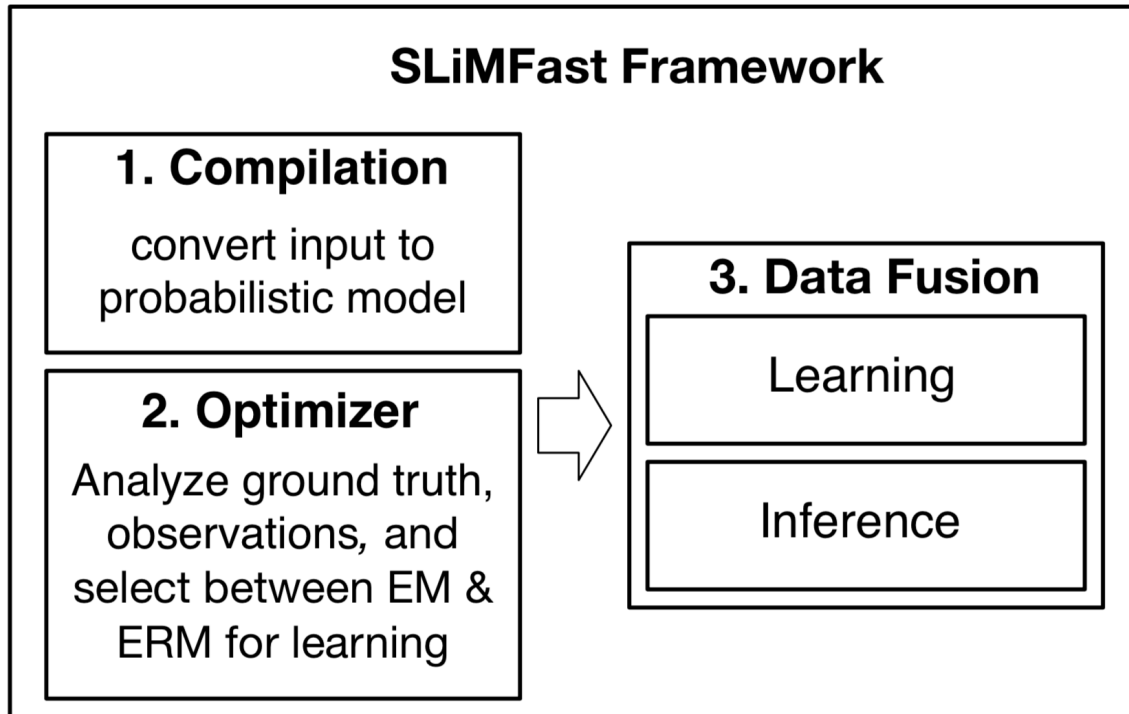 SLiMFast Framework
1. Compilation
convert input to
probabilistic model
2. Optimizer
Analyze ground truth,
observations, and
select between EM &
ERM for learning
3. Data Fusion
Learning
Inference